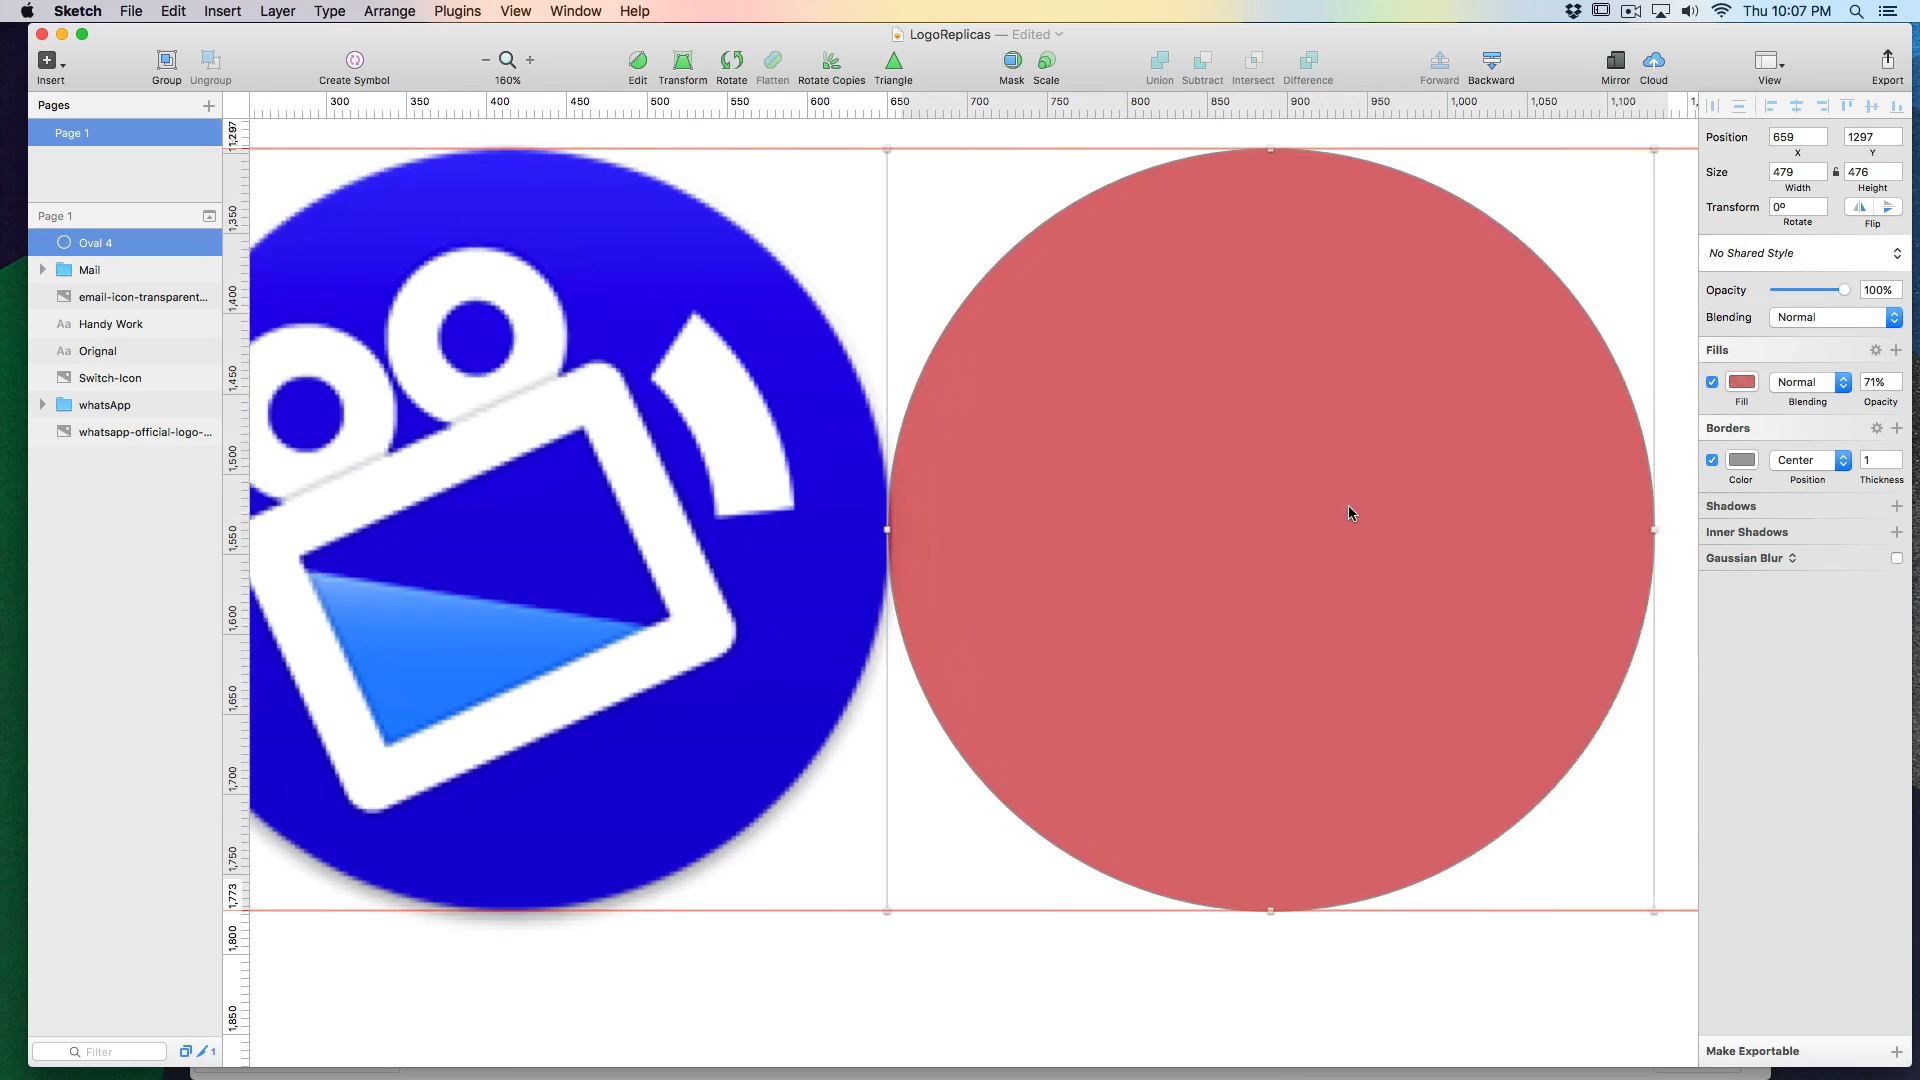 Sketch File Edit Insert Layer Type Arrange Plugins View Window Help Thu 10:07 PM
LogoReplicas — Edited
Insert Group Ungroup Create Symbol 160% Edit Transform Rotate Flatten Rotate Copies Triangle Mask Scale Union Subtract Intersect Difference Forward Backward Mirror Cloud View Export
Pages
Page 1
Page 1
Oval 4
Mail
email-icon-transparent...
Handy Work
Orignal
Switch-Icon
whatsApp
whatsapp-official-logo-...
Filter
1
300 350 400 450 500 550 600 650 700 750 800 850 900 950 1,000 1,050 1,100 1,
1,297
1,350
1,400
1,450
1,500
1,550
1,600
1,650
1,700
1,750
1,773
1,800
1,850
Position 659 1297
X Y
Size 479 476
Width Height
Transform 0º
Rotate Flip
No Shared Style
Opacity 100%
Blending Normal
Fills
Normal 71%
Fill Blending Opacity
Borders
Center 1
Color Position Thickness
Shadows
Inner Shadows
Gaussian Blur
Make Exportable